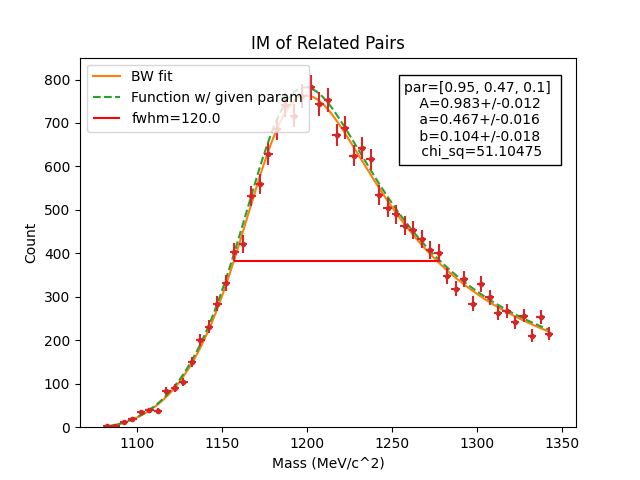 IM of Related Pairs
BW fit
Function w/ given param
fwhm=120.0
par=[0.95, 0.47, 0.1]
A=0.983+/-0.012
a=0.467+/-0.016
b=0.104+/-0.018
chi_sq=51.10475
Count
800
700
600
500
400
300
200
100
0
1100
1150
1200
1250
1300
1350
Mass (MeV/c^2)